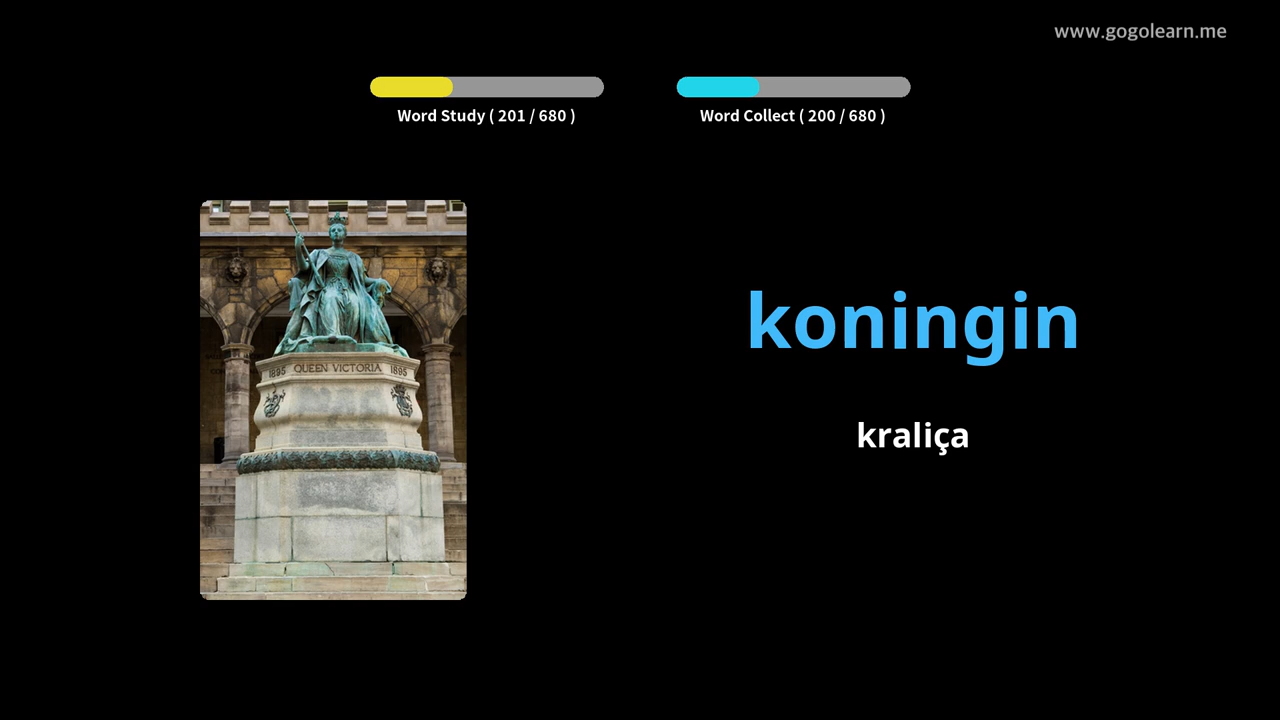 www.gogolearn.me
Word Study ( 201 / 680 )
Word Collect ( 200 / 680 )
1895 QUEEN VICTORIA 1895
koningin
kraliça